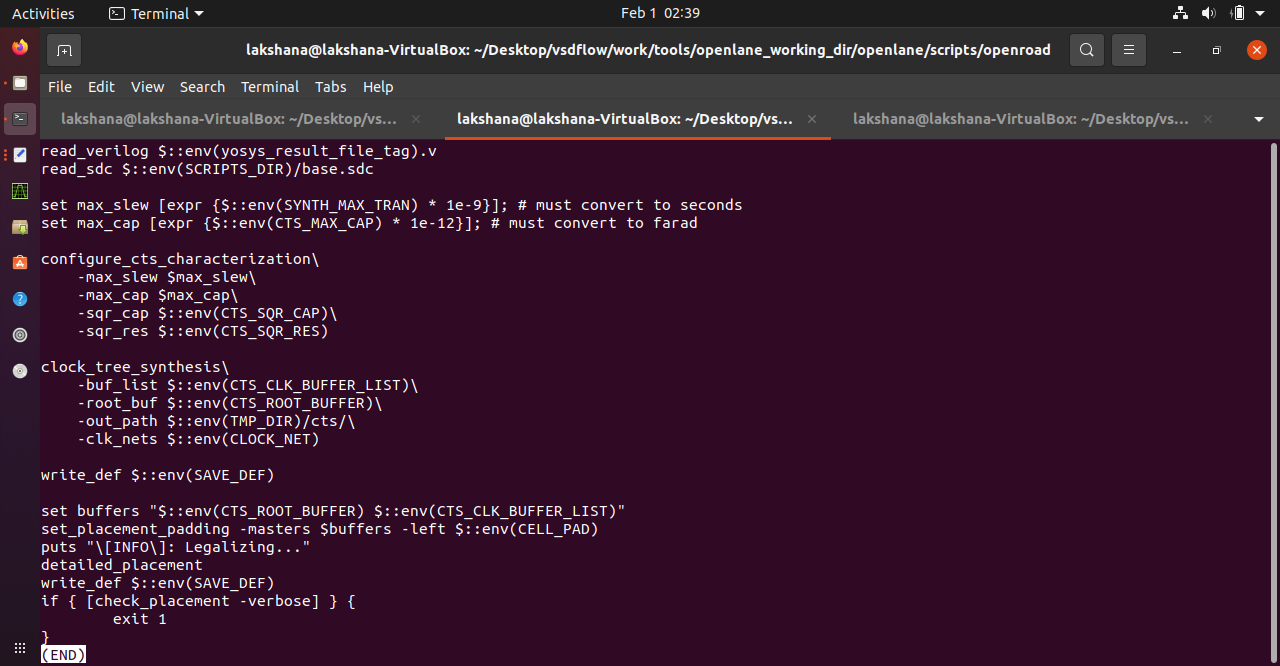 Activities
Terminal
Feb 1 02:39
lakshana@lakshana-VirtualBox: ~/Desktop/vsdflow/work/tools/openlane_working_dir/openlane/scripts/openroad
File Edit View Search Terminal Tabs Help
lakshana@lakshana-VirtualBox: ~/Desktop/vs... × lakshana@lakshana-VirtualBox: ~/Desktop/vs... × lakshana@lakshana-VirtualBox: ~/Desktop/vs... ×
read_verilog $::env(yosys_result_file_tag).v
read_sdc $::env(SCRIPTS_DIR)/base.sdc
set max_slew [expr {$::env(SYNTH_MAX_TRAN) * 1e-9}]; # must convert to seconds
set max_cap [expr {$::env(CTS_MAX_CAP) * 1e-12}]; # must convert to farad
configure_cts_characterization\
    -max_slew $max_slew\
    -max_cap $max_cap\
    -sqr_cap $::env(CTS_SQR_CAP)\
    -sqr_res $::env(CTS_SQR_RES)
clock_tree_synthesis\
    -buf_list $::env(CTS_CLK_BUFFER_LIST)\
    -root_buf $::env(CTS_ROOT_BUFFER)\
    -out_path $::env(TMP_DIR)/cts/\
    -clk_nets $::env(CLOCK_NET)
write_def $::env(SAVE_DEF)
set buffers "$::env(CTS_ROOT_BUFFER) $::env(CTS_CLK_BUFFER_LIST)"
set_placement_padding -masters $buffers -left $::env(CELL_PAD)
puts "\[INFO\]: Legalizing..."
detailed_placement
write_def $::env(SAVE_DEF)
if { [check_placement -verbose] } {
        exit 1
}
(END)